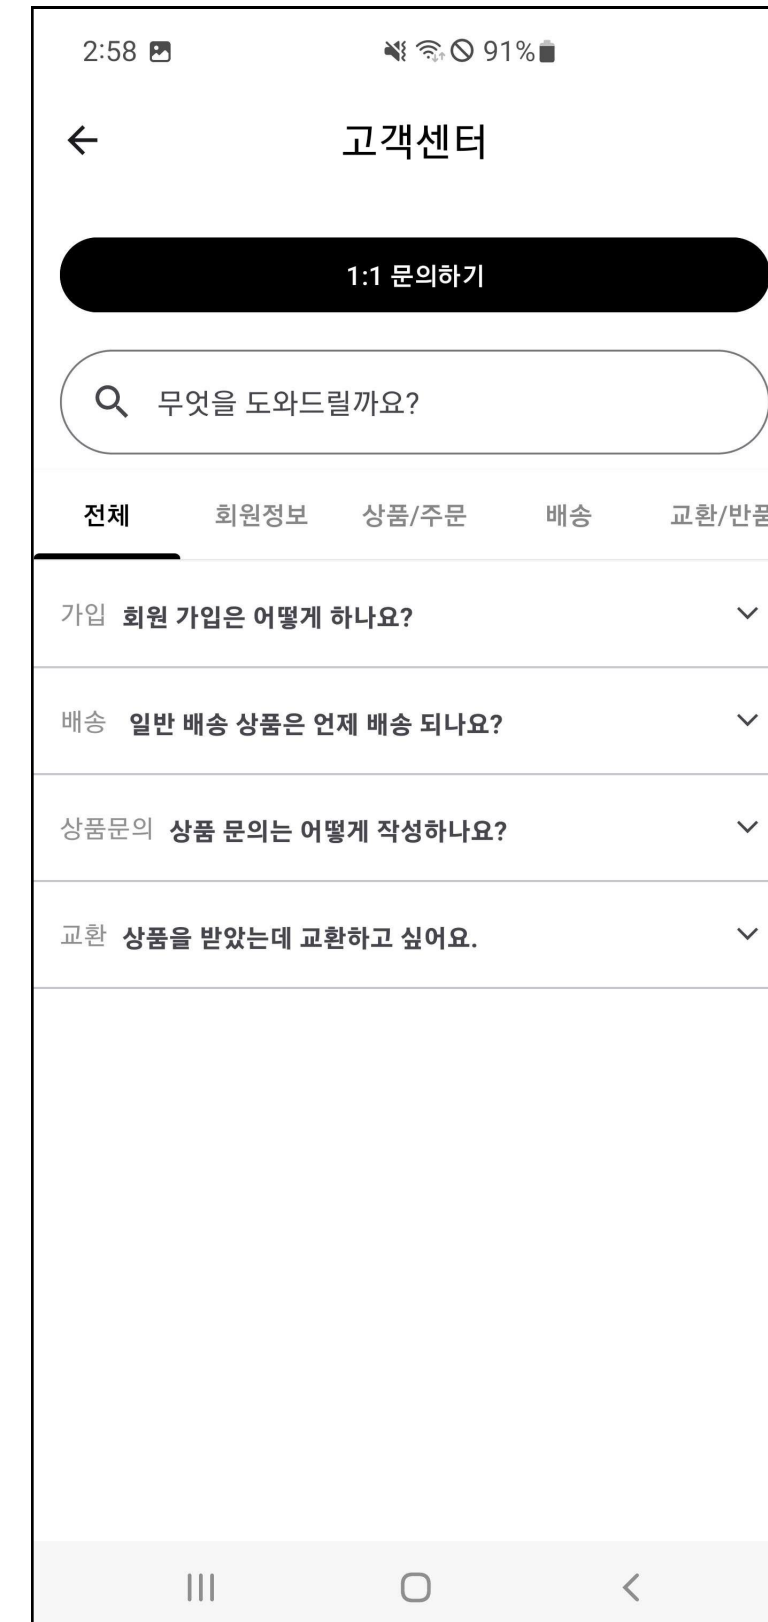 2:58 91%
고객센터
1:1 문의하기
무엇을 도와드릴까요?
전체 회원정보 상품/주문 배송 교환/반품
가입 회원 가입은 어떻게 하나요?
배송 일반 배송 상품은 언제 배송 되나요?
상품문의 상품 문의는 어떻게 작성하나요?
교환 상품을 받았는데 교환하고 싶어요.